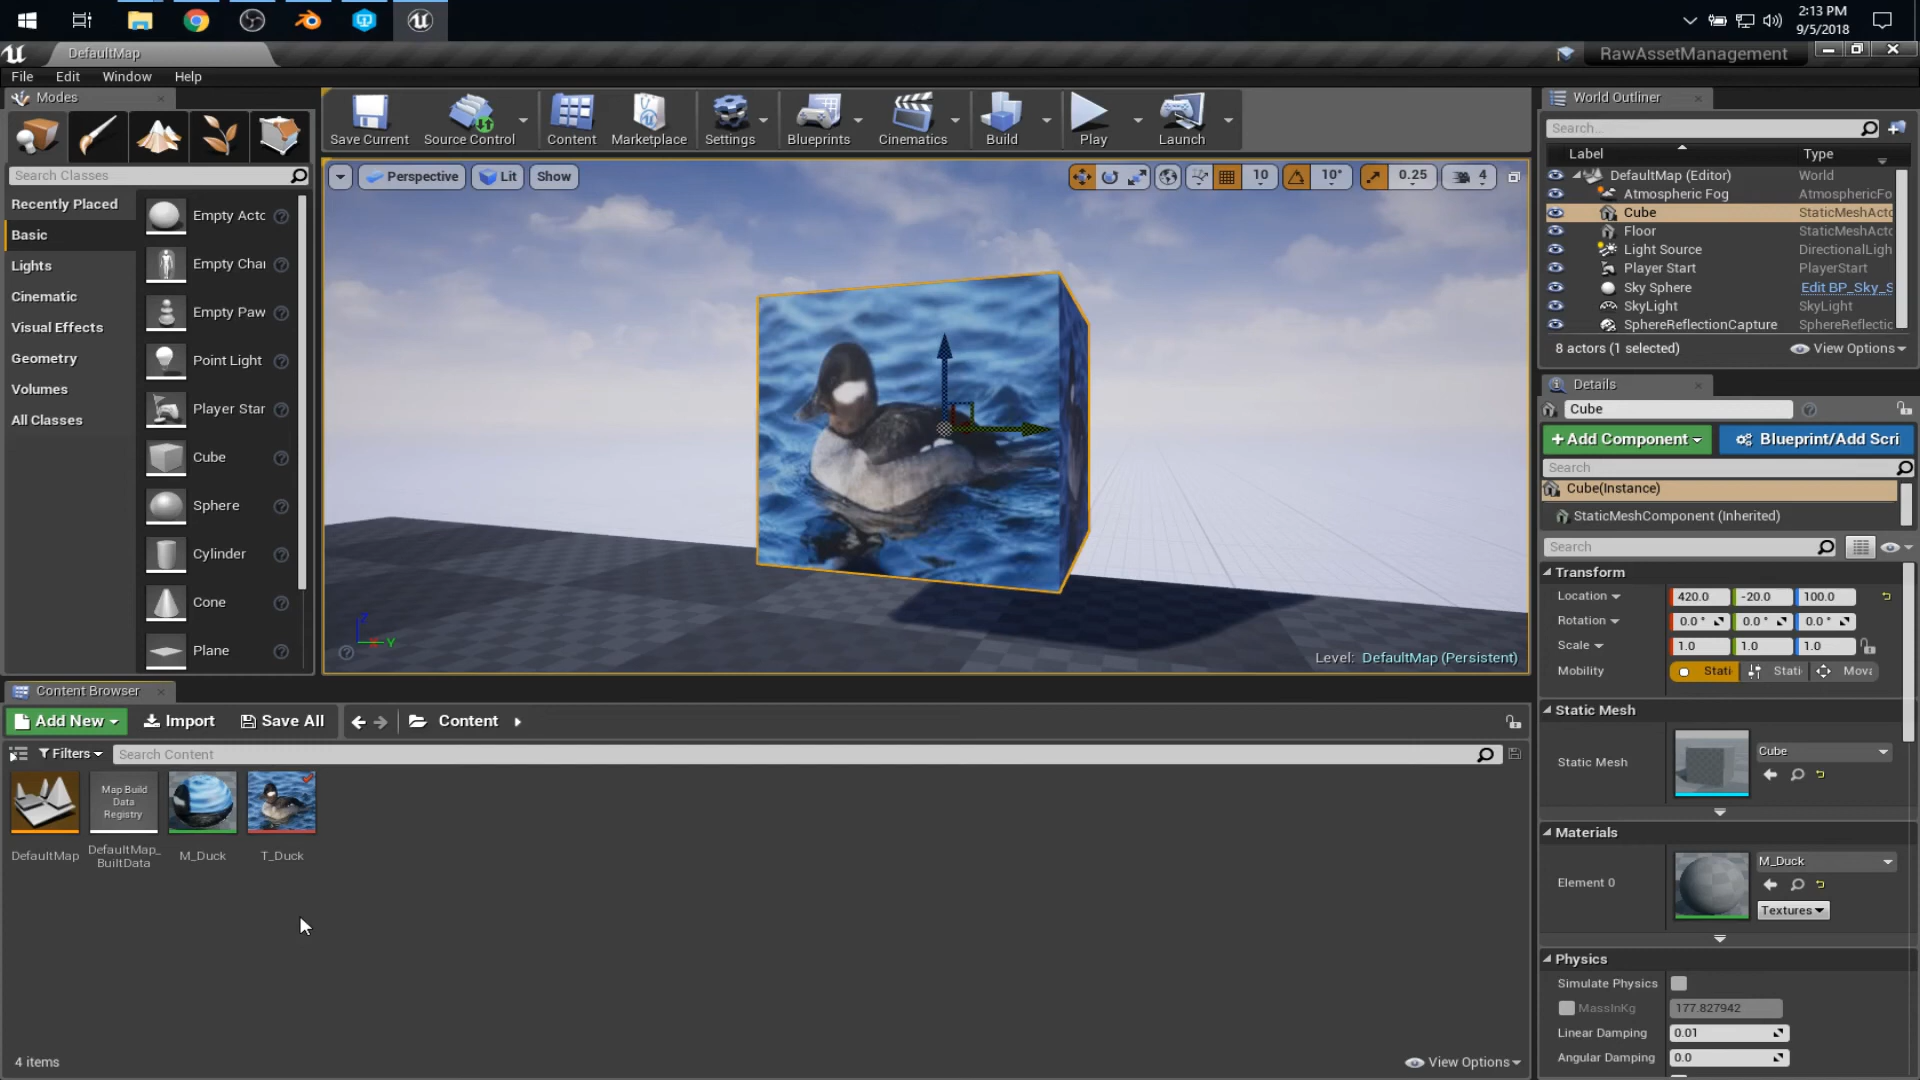 2:13 PM
9/5/2018
DefaultMap
RawAssetManagement
File Edit Window Help
Modes
Search Classes
Recently Placed
Basic
Lights
Cinematic
Visual Effects
Geometry
Volumes
All Classes
Empty Actc
Empty Chai
Empty Paw
Point Light
Player Star
Cube
Sphere
Cylinder
Cone
Plane
Save Current
Source Control
Content
Marketplace
Settings
Blueprints
Cinematics
Build
Play
Launch
Perspective Lit Show
10 10° 0.25 4
Z
X Y
Level: DefaultMap (Persistent)
World Outliner
Search...
Label Type
DefaultMap (Editor) World
Atmospheric Fog AtmosphericFo
Cube StaticMeshActo
Floor StaticMeshActo
Light Source DirectionalLigh
Player Start PlayerStart
Sky Sphere Edit BP_Sky_S
SkyLight SkyLight
SphereReflectionCapture SphereReflectic
8 actors (1 selected) View Options
Details
Cube
+Add Component Blueprint/Add Scri
Search
Cube(Instance)
StaticMeshComponent (Inherited)
Search
Transform
Location 420.0 -20.0 100.0
Rotation 0.0 ° 0.0 ° 0.0 °
Scale 1.0 1.0 1.0
Mobility Stati Stati Mova
Static Mesh
Static Mesh Cube
Materials
Element 0 M_Duck
Textures
Physics
Simulate Physics
MassInKg 177.827942
Linear Damping 0.01
Angular Damping 0.0
Content Browser
Add New Import Save All Content
Filters Search Content
Map Build
Data
Registry
DefaultMap
DefaultMap_
BuiltData
M_Duck
T_Duck
4 items
View Options